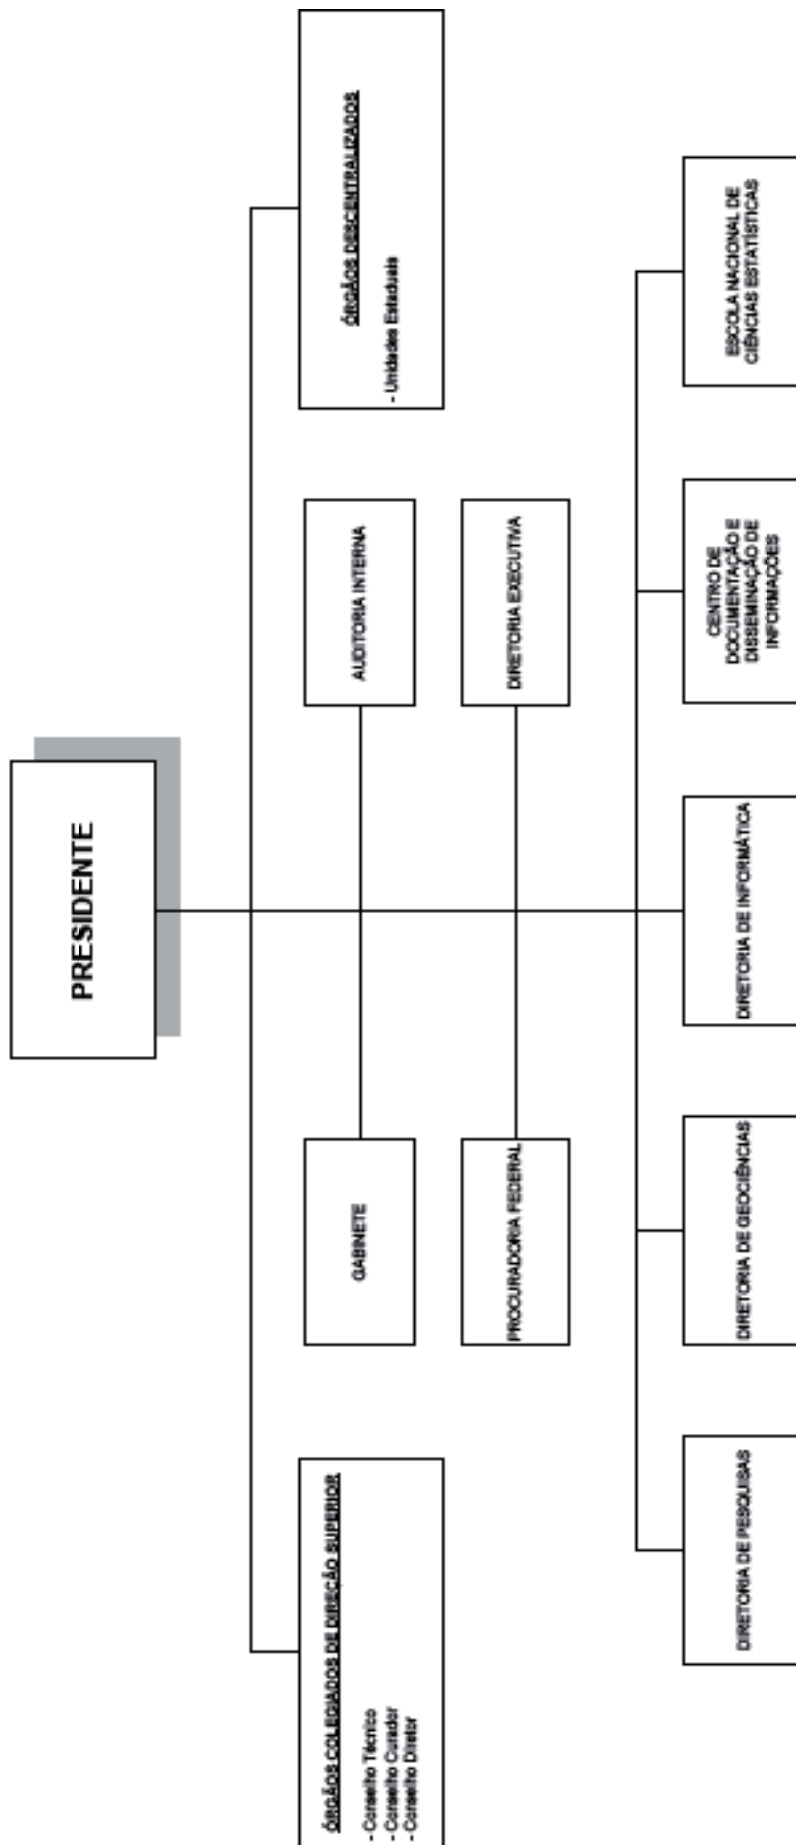 PRESIDENTE
ÓRGÃOS COLEGIADOS DE DIREÇÃO SUPERIOR
- Conselho Técnico
- Conselho Curador
- Conselho Diretor
GABINETE
AUDITORIA INTERNA
ÓRGÃOS DESCENTRALIZADOS
- Unidades Estaduais
PROCURADORIA FEDERAL
DIRETORIA EXECUTIVA
DIRETORIA DE PESQUISAS
DIRETORIA DE GEOCIÊNCIAS
DIRETORIA DE INFORMÁTICA
CENTRO DE
DOCUMENTAÇÃO E
DISSEMINAÇÃO DE
INFORMAÇÕES
ESCOLA NACIONAL DE
CIÊNCIAS ESTATÍSTICAS